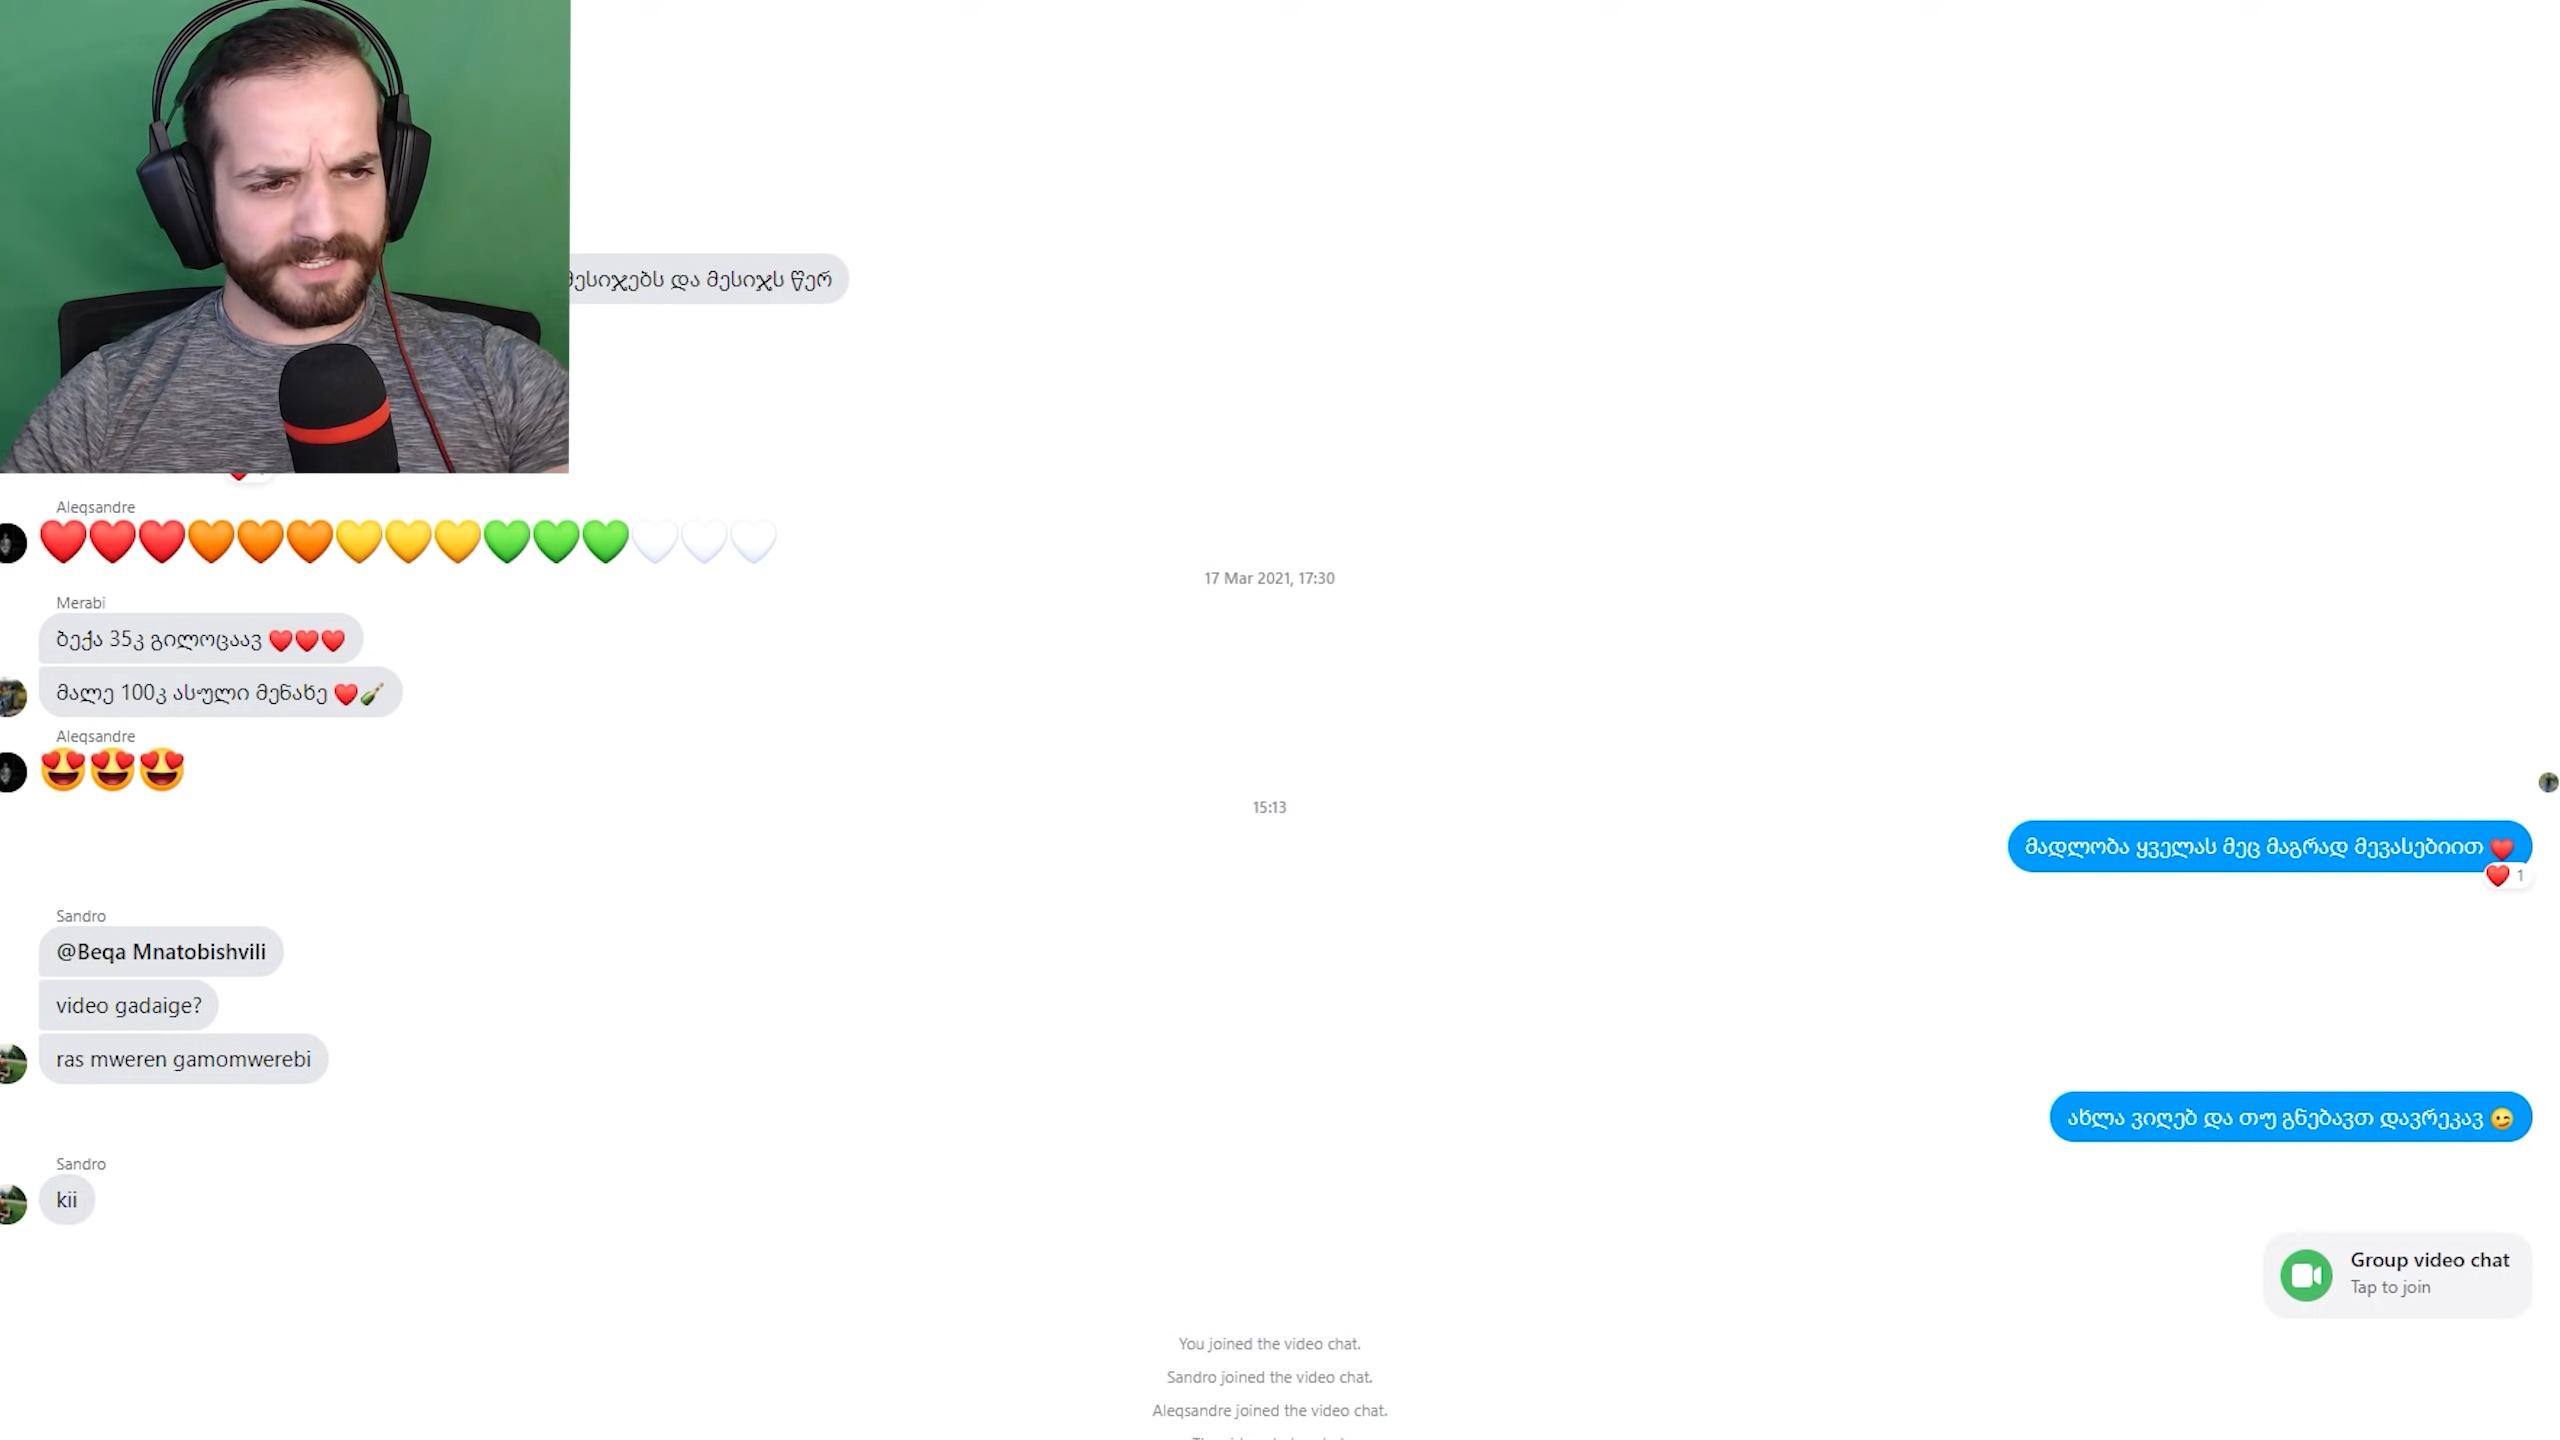 მესიჯებს და მესიჯს წერ
Aleqsandre
17 Mar 2021, 17:30
Merabi
ბექა 35კ გილოცაავ ❤️❤️❤️
მალე 100კ ასული მენახე ❤️🍾
Aleqsandre
15:13
მადლობა ყველას მეც მაგრად მევასებიით ❤️
1
Sandro
@Beqa Mnatobishvili
video gadaige?
ras mweren gamomwerebi
ახლა ვიღებ და თუ გნებავთ დავრეკავ 😉
Sandro
kii
Group video chat
Tap to join
You joined the video chat.
Sandro joined the video chat.
Aleqsandre joined the video chat.